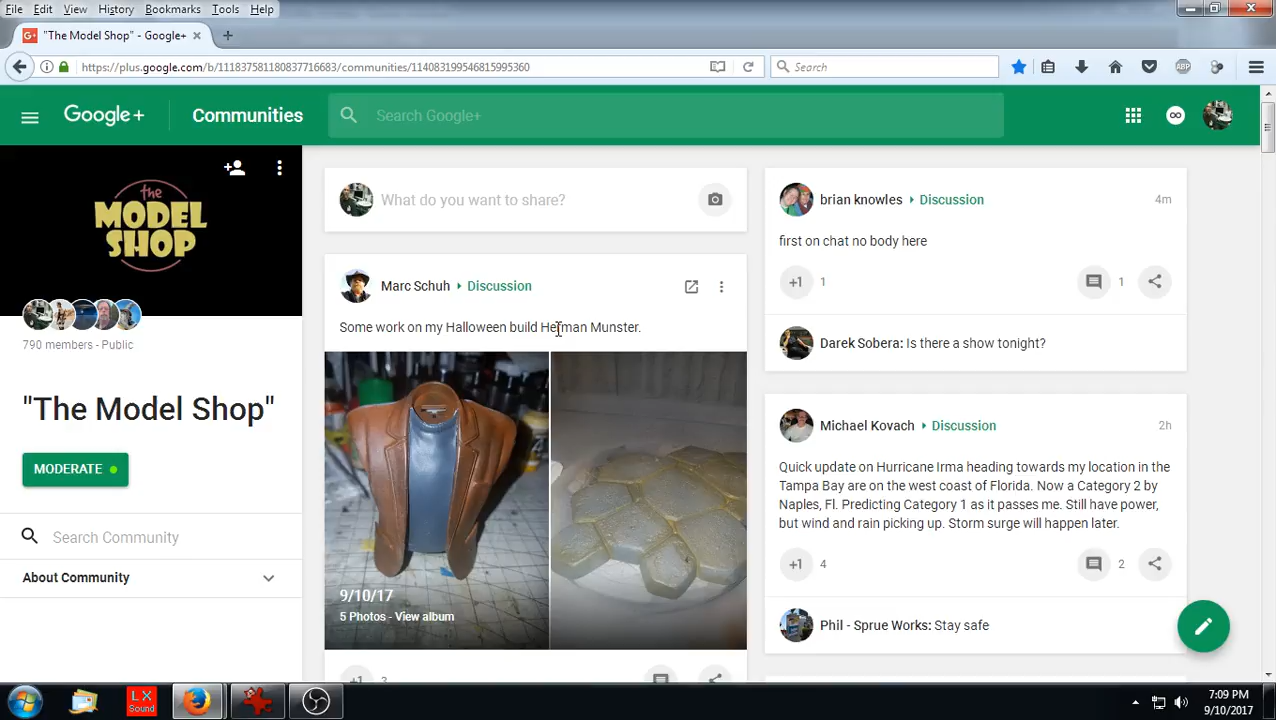 File Edit View History Bookmarks Tools Help
"The Model Shop" - Google+
https://plus.google.com/b/111837581180837716683/communities/114083199546815995360
Search
ABP
Google+
Communities
Search Google+
the
MODEL
SHOP
790 members - Public
"The Model Shop"
MODERATE
Search Community
About Community
What do you want to share?
Marc Schuh Discussion
Some work on my Halloween build Herman Munster.
9/10/17
5 Photos - View album
+1 3
brian knowles Discussion 4m
first on chat no body here
+1 1 1
Darek Sobera: Is there a show tonight?
Michael Kovach Discussion 2h
Quick update on Hurricane Irma heading towards my location in the
Tampa Bay are on the west coast of Florida. Now a Category 2 by
Naples, Fl. Predicting Category 1 as it passes me. Still have power,
but wind and rain picking up. Storm surge will happen later.
+1 4 2
Phil - Sprue Works: Stay safe
LX
Sound
7:09 PM
9/10/2017